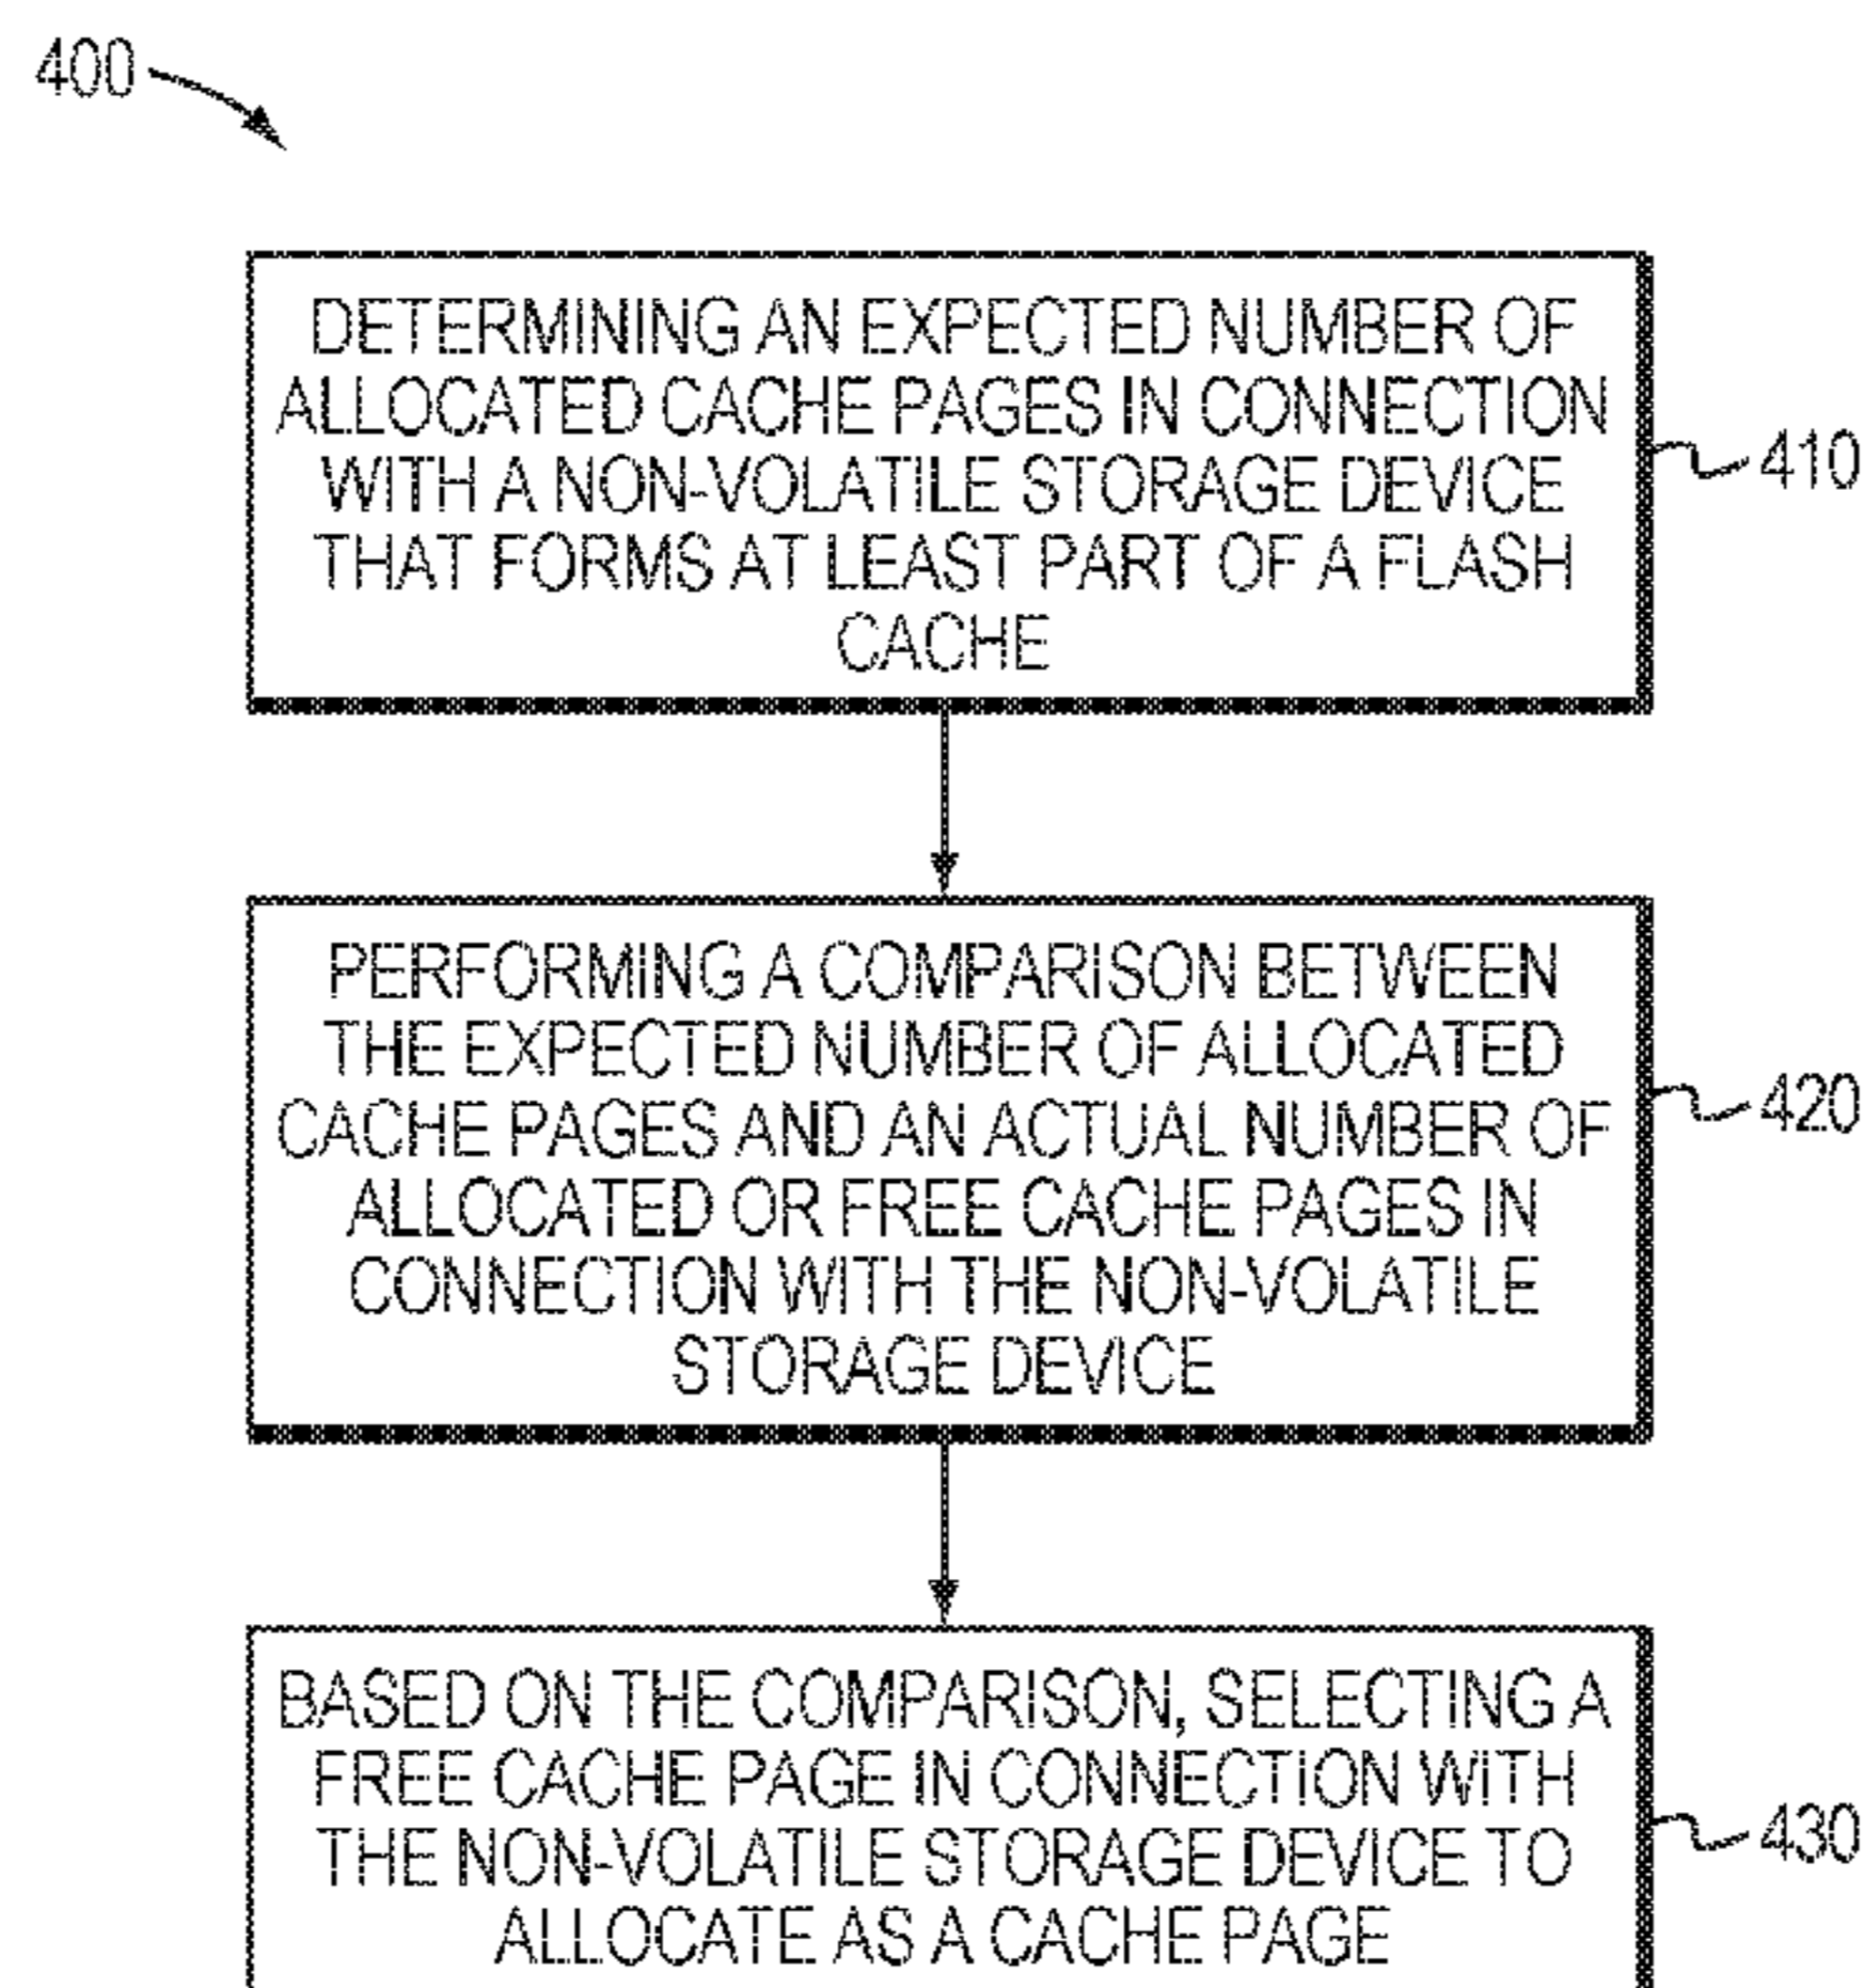 400
DETERMINING AN EXPECTED NUMBER OF
ALLOCATED CACHE PAGES IN CONNECTION
WITH A NON-VOLATILE STORAGE DEVICE
THAT FORMS AT LEAST PART OF A FLASH
CACHE
410
PERFORMING A COMPARISON BETWEEN
THE EXPECTED NUMBER OF ALLOCATED
CACHE PAGES AND AN ACTUAL NUMBER OF
ALLOCATED OR FREE CACHE PAGES IN
CONNECTION WITH THE NON-VOLATILE
STORAGE DEVICE
420
BASED ON THE COMPARISON, SELECTING A
FREE CACHE PAGE IN CONNECTION WITH
THE NON-VOLATILE STORAGE DEVICE TO
ALLOCATE AS A CACHE PAGE
430